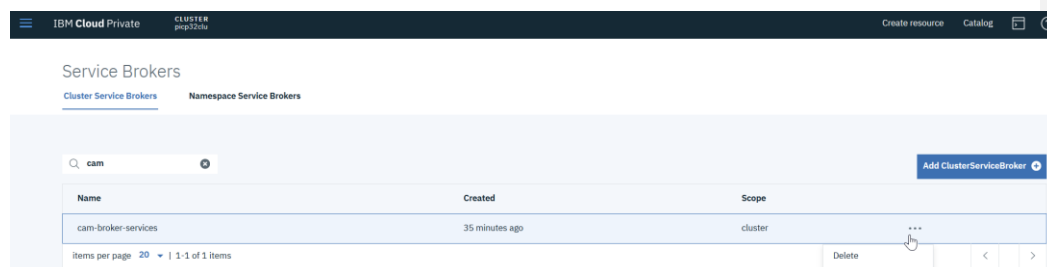 IBM Cloud Private
CLUSTER
picp32clu
Create resource
Catalog
Service Brokers
Cluster Service Brokers
Namespace Service Brokers
cam
Add ClusterServiceBroker
Name
Created
Scope
cam-broker-services
35 minutes ago
cluster
...
items per page 20 | 1-1 of 1 items
Delete